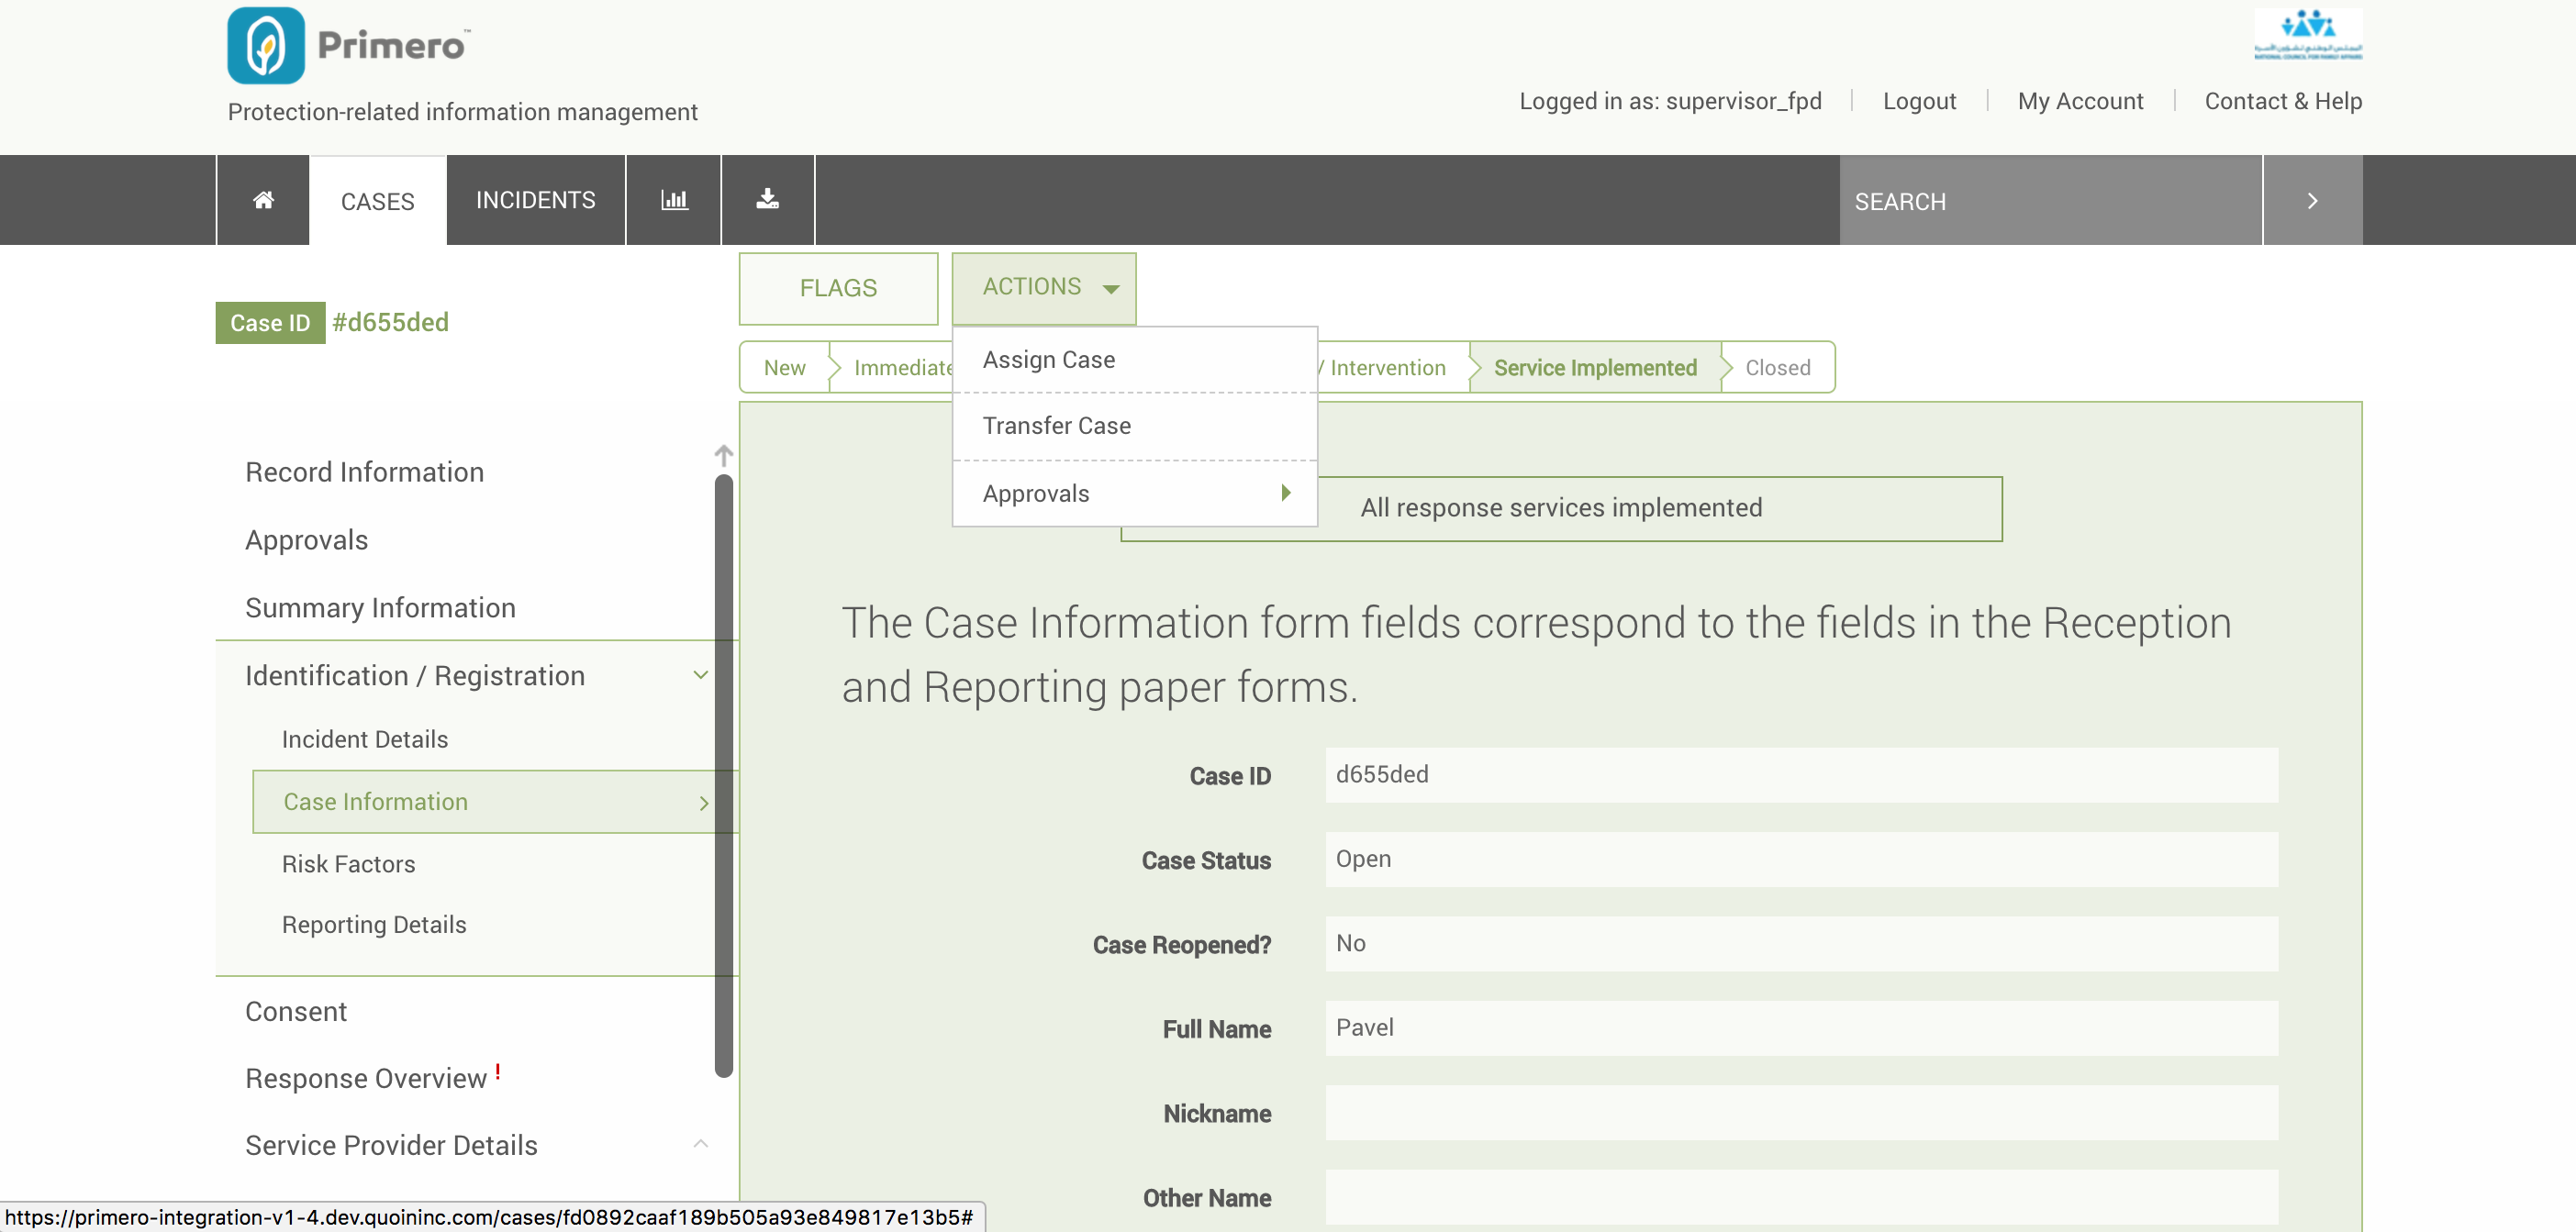 Primero™
Protection-related information management
NATIONAL COUNCIL FOR FAMILY AFFAIRS
Logged in as: supervisor_fpd
Logout
My Account
Contact & Help
CASES
INCIDENTS
SEARCH
FLAGS
ACTIONS
Case ID #d655ded
Assign Case
Transfer Case
Approvals
New
Immediate
/ Intervention
Service Implemented
Closed
Record Information
Approvals
Summary Information
Identification / Registration
Incident Details
Case Information
Risk Factors
Reporting Details
Consent
Response Overview !
Service Provider Details
All response services implemented
The Case Information form fields correspond to the fields in the Reception
and Reporting paper forms.
Case ID d655ded
Case Status Open
Case Reopened? No
Full Name Pavel
Nickname
Other Name
https://primero-integration-v1-4.dev.quoininc.com/cases/fd0892caaf189b505a93e849817e13b5#